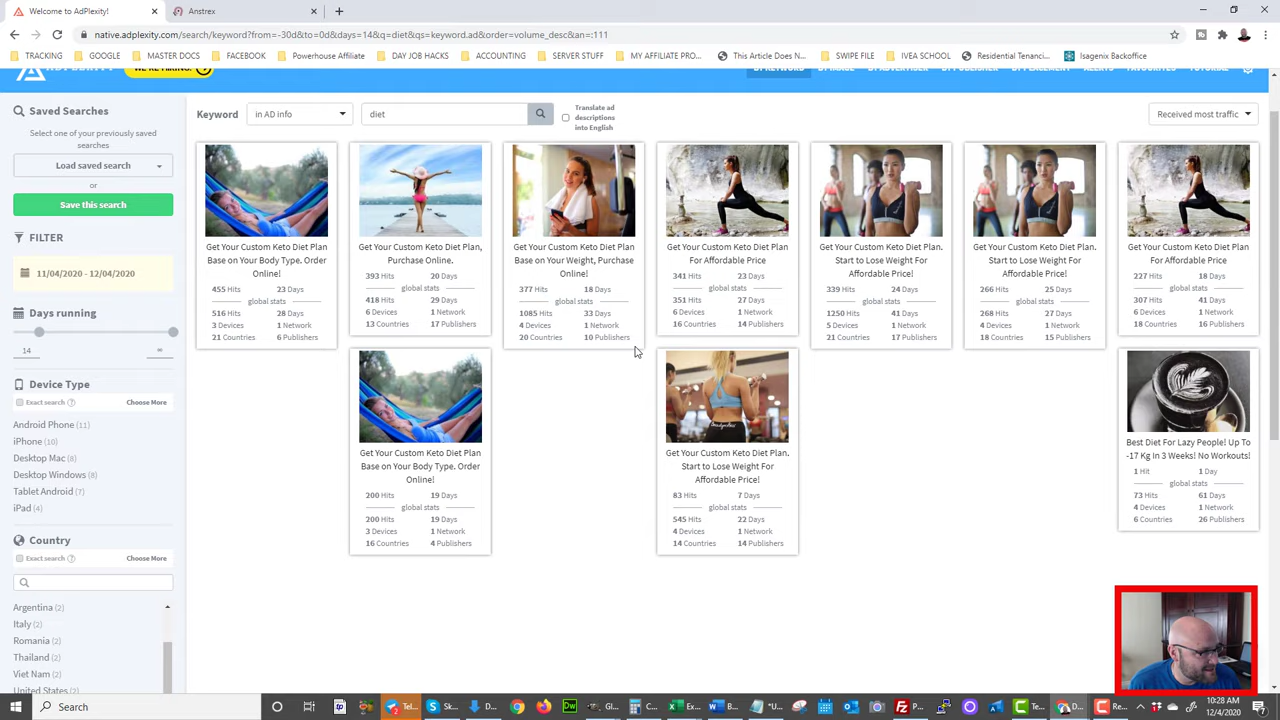 Welcome to AdPlexity!
Anstrex
native.adplexity.com/search/keyword?from=-30d&to=0d&days=14&q=diet&qs=keyword.ad&order=volume_desc&an=:111
TRACKING
GOOGLE
MASTER DOCS
FACEBOOK
Powerhouse Affiliate
DAY JOB HACKS
ACCOUNTING
SERVER STUFF
MY AFFILIATE PRO...
This Article Does N...
SWIPE FILE
IVEA SCHOOL
Residential Tenanci...
Isagenix Backoffice
WE'RE HIRING!
Saved Searches
Select one of your previously saved
searches
Load saved search
or
Save this search
FILTER
11/04/2020 - 12/04/2020
Days running
14
∞
Device Type
Exact search
Choose More
Android Phone (11)
iPhone (10)
Desktop Mac (8)
Desktop Windows (8)
Tablet Android (7)
iPad (4)
Country
Exact search
Choose More
Argentina (2)
Italy (2)
Romania (2)
Thailand (2)
Viet Nam (2)
United States (2)
Keyword
in AD info
diet
Translate ad
descriptions
into English
Received most traffic
Get Your Custom Keto Diet Plan
Base on Your Body Type. Order
Online!
455 Hits 23 Days
global stats
516 Hits 28 Days
3 Devices 1 Network
21 Countries 6 Publishers
Get Your Custom Keto Diet Plan,
Purchase Online.
393 Hits 20 Days
global stats
418 Hits 29 Days
6 Devices 1 Network
13 Countries 17 Publishers
Get Your Custom Keto Diet Plan
Base on Your Weight, Purchase
Online!
377 Hits 18 Days
global stats
1085 Hits 33 Days
4 Devices 1 Network
20 Countries 10 Publishers
Get Your Custom Keto Diet Plan
For Affordable Price
341 Hits 23 Days
global stats
351 Hits 27 Days
6 Devices 1 Network
16 Countries 14 Publishers
Get Your Custom Keto Diet Plan.
Start to Lose Weight For
Affordable Price!
339 Hits 24 Days
global stats
1250 Hits 41 Days
5 Devices 1 Network
21 Countries 17 Publishers
Get Your Custom Keto Diet Plan.
Start to Lose Weight For
Affordable Price!
266 Hits 25 Days
global stats
268 Hits 27 Days
4 Devices 1 Network
18 Countries 15 Publishers
Get Your Custom Keto Diet Plan
For Affordable Price
227 Hits 18 Days
global stats
307 Hits 41 Days
6 Devices 1 Network
18 Countries 16 Publishers
Get Your Custom Keto Diet Plan
Base on Your Body Type. Order
Online!
200 Hits 19 Days
global stats
200 Hits 19 Days
3 Devices 1 Network
16 Countries 4 Publishers
Get Your Custom Keto Diet Plan.
Start to Lose Weight For
Affordable Price!
83 Hits 7 Days
global stats
545 Hits 22 Days
4 Devices 1 Network
14 Countries 14 Publishers
Best Diet For Lazy People! Up To
-17 Kg In 3 Weeks! No Workouts!
1 Hit 1 Day
global stats
73 Hits 61 Days
4 Devices 1 Network
6 Countries 26 Publishers
Search
Tel...
Sk...
D...
Gl...
C...
Ex...
W...
*U...
A...
Te...
D...
Re...
10:28 AM
12/4/2020